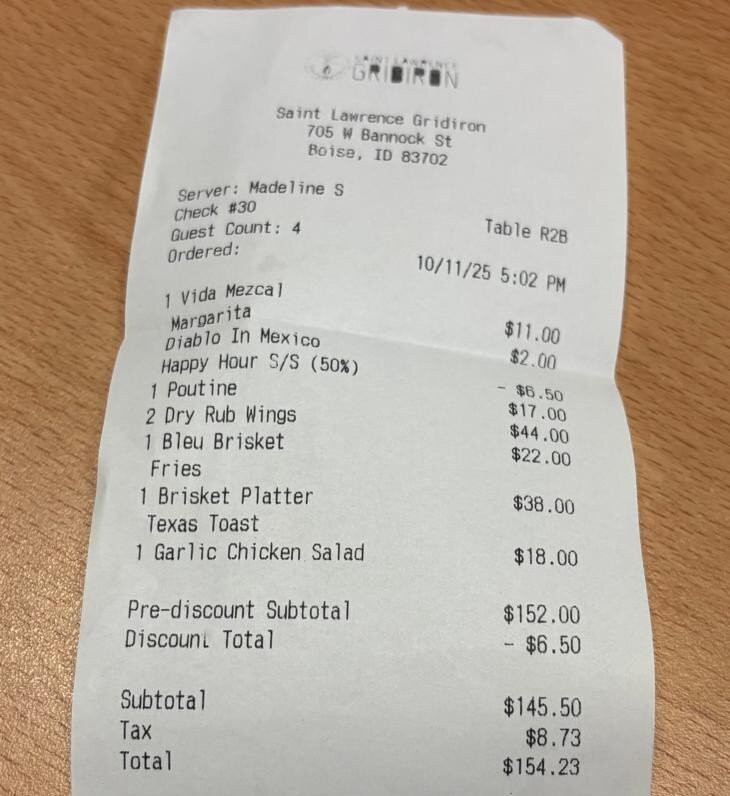 SAINT LAWRENCE
GRIDIRON
Saint Lawrence Gridiron
705 W Bannock St
Boise, ID 83702
Server: Madeline S
Check #30 Table R2B
Guest Count: 4
Ordered: 10/11/25 5:02 PM
1 Vida Mezcal
Margarita $11.00
Diablo In Mexico $2.00
Happy Hour S/S (50%) - $6.50
1 Poutine $17.00
2 Dry Rub Wings $44.00
1 Bleu Brisket $22.00
Fries
1 Brisket Platter $38.00
Texas Toast
1 Garlic Chicken Salad $18.00
Pre-discount Subtotal $152.00
Discount Total - $6.50
Subtotal $145.50
Tax $8.73
Total $154.23